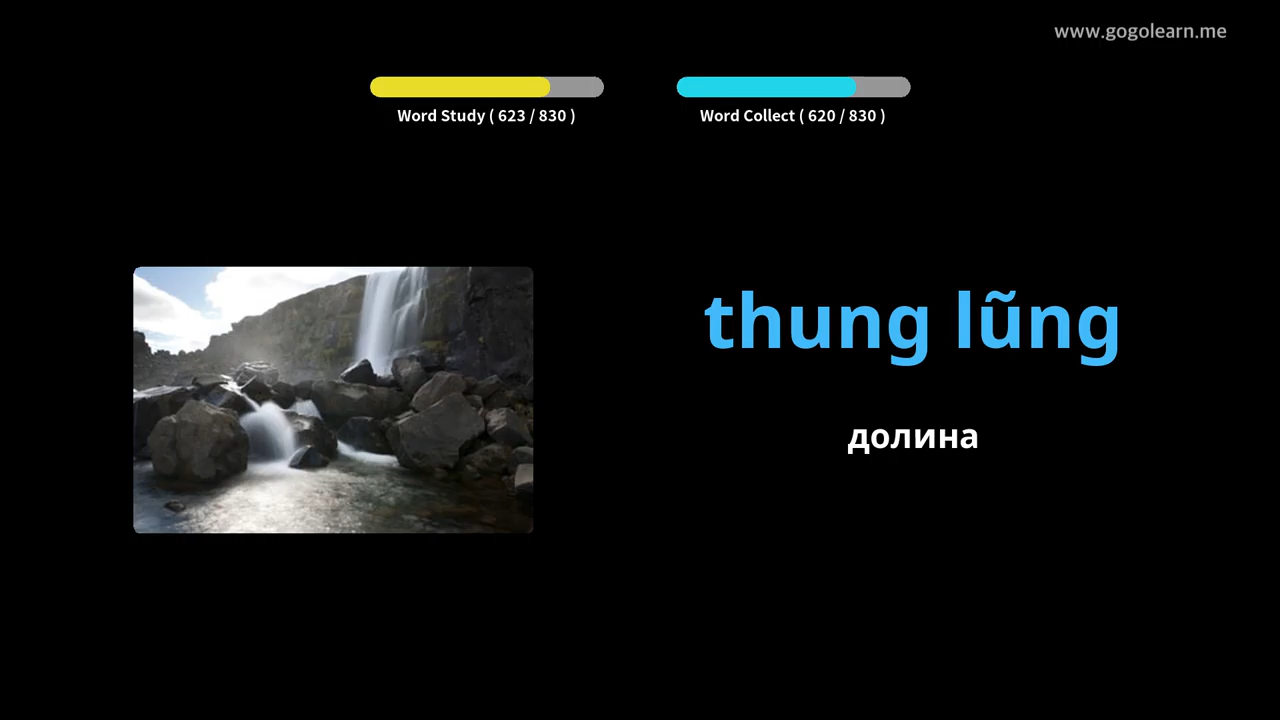 www.gogolearn.me
Word Study ( 623 / 830 )
Word Collect ( 620 / 830 )
thung lũng
долина